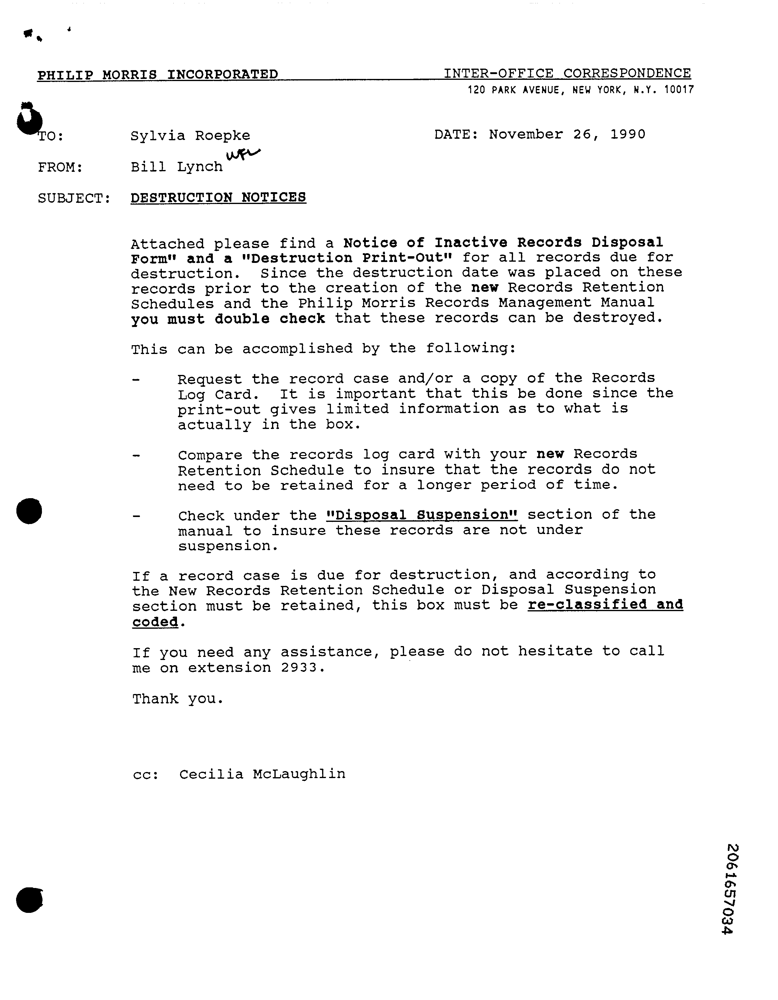 PHILIP MORRIS INCORPORATED INTER-OFFICE CORRESPONDENCE
120 PARK AVENUE, NEW YORK, N.Y. 10017
TO: Sylvia Roepke DATE: November 26, 1990
FROM: Bill Lynch
SUBJECT: DESTRUCTION NOTICES
Attached please find a Notice of Inactive Records Disposal
Form" and a "Destruction Print-Out" for all records due for
destruction. Since the destruction date was placed on these
records prior to the creation of the new Records Retention
Schedules and the Philip Morris Records Management Manual
you must double check that these records can be destroyed.
This can be accomplished by the following:
- Request the record case and/or a copy of the Records
Log Card. It is important that this be done since the
print-out gives limited information as to what is
actually in the box.
- Compare the records log card with your new Records
Retention Schedule to insure that the records do not
need to be retained for a longer period of time.
- Check under the "Disposal Suspension" section of the
manual to insure these records are not under
suspension.
If a record case is due for destruction, and according to
the New Records Retention Schedule or Disposal Suspension
section must be retained, this box must be re-classified and
coded.
If you need any assistance, please do not hesitate to call
me on extension 2933.
Thank you.
cc: Cecilia McLaughlin
2061657034